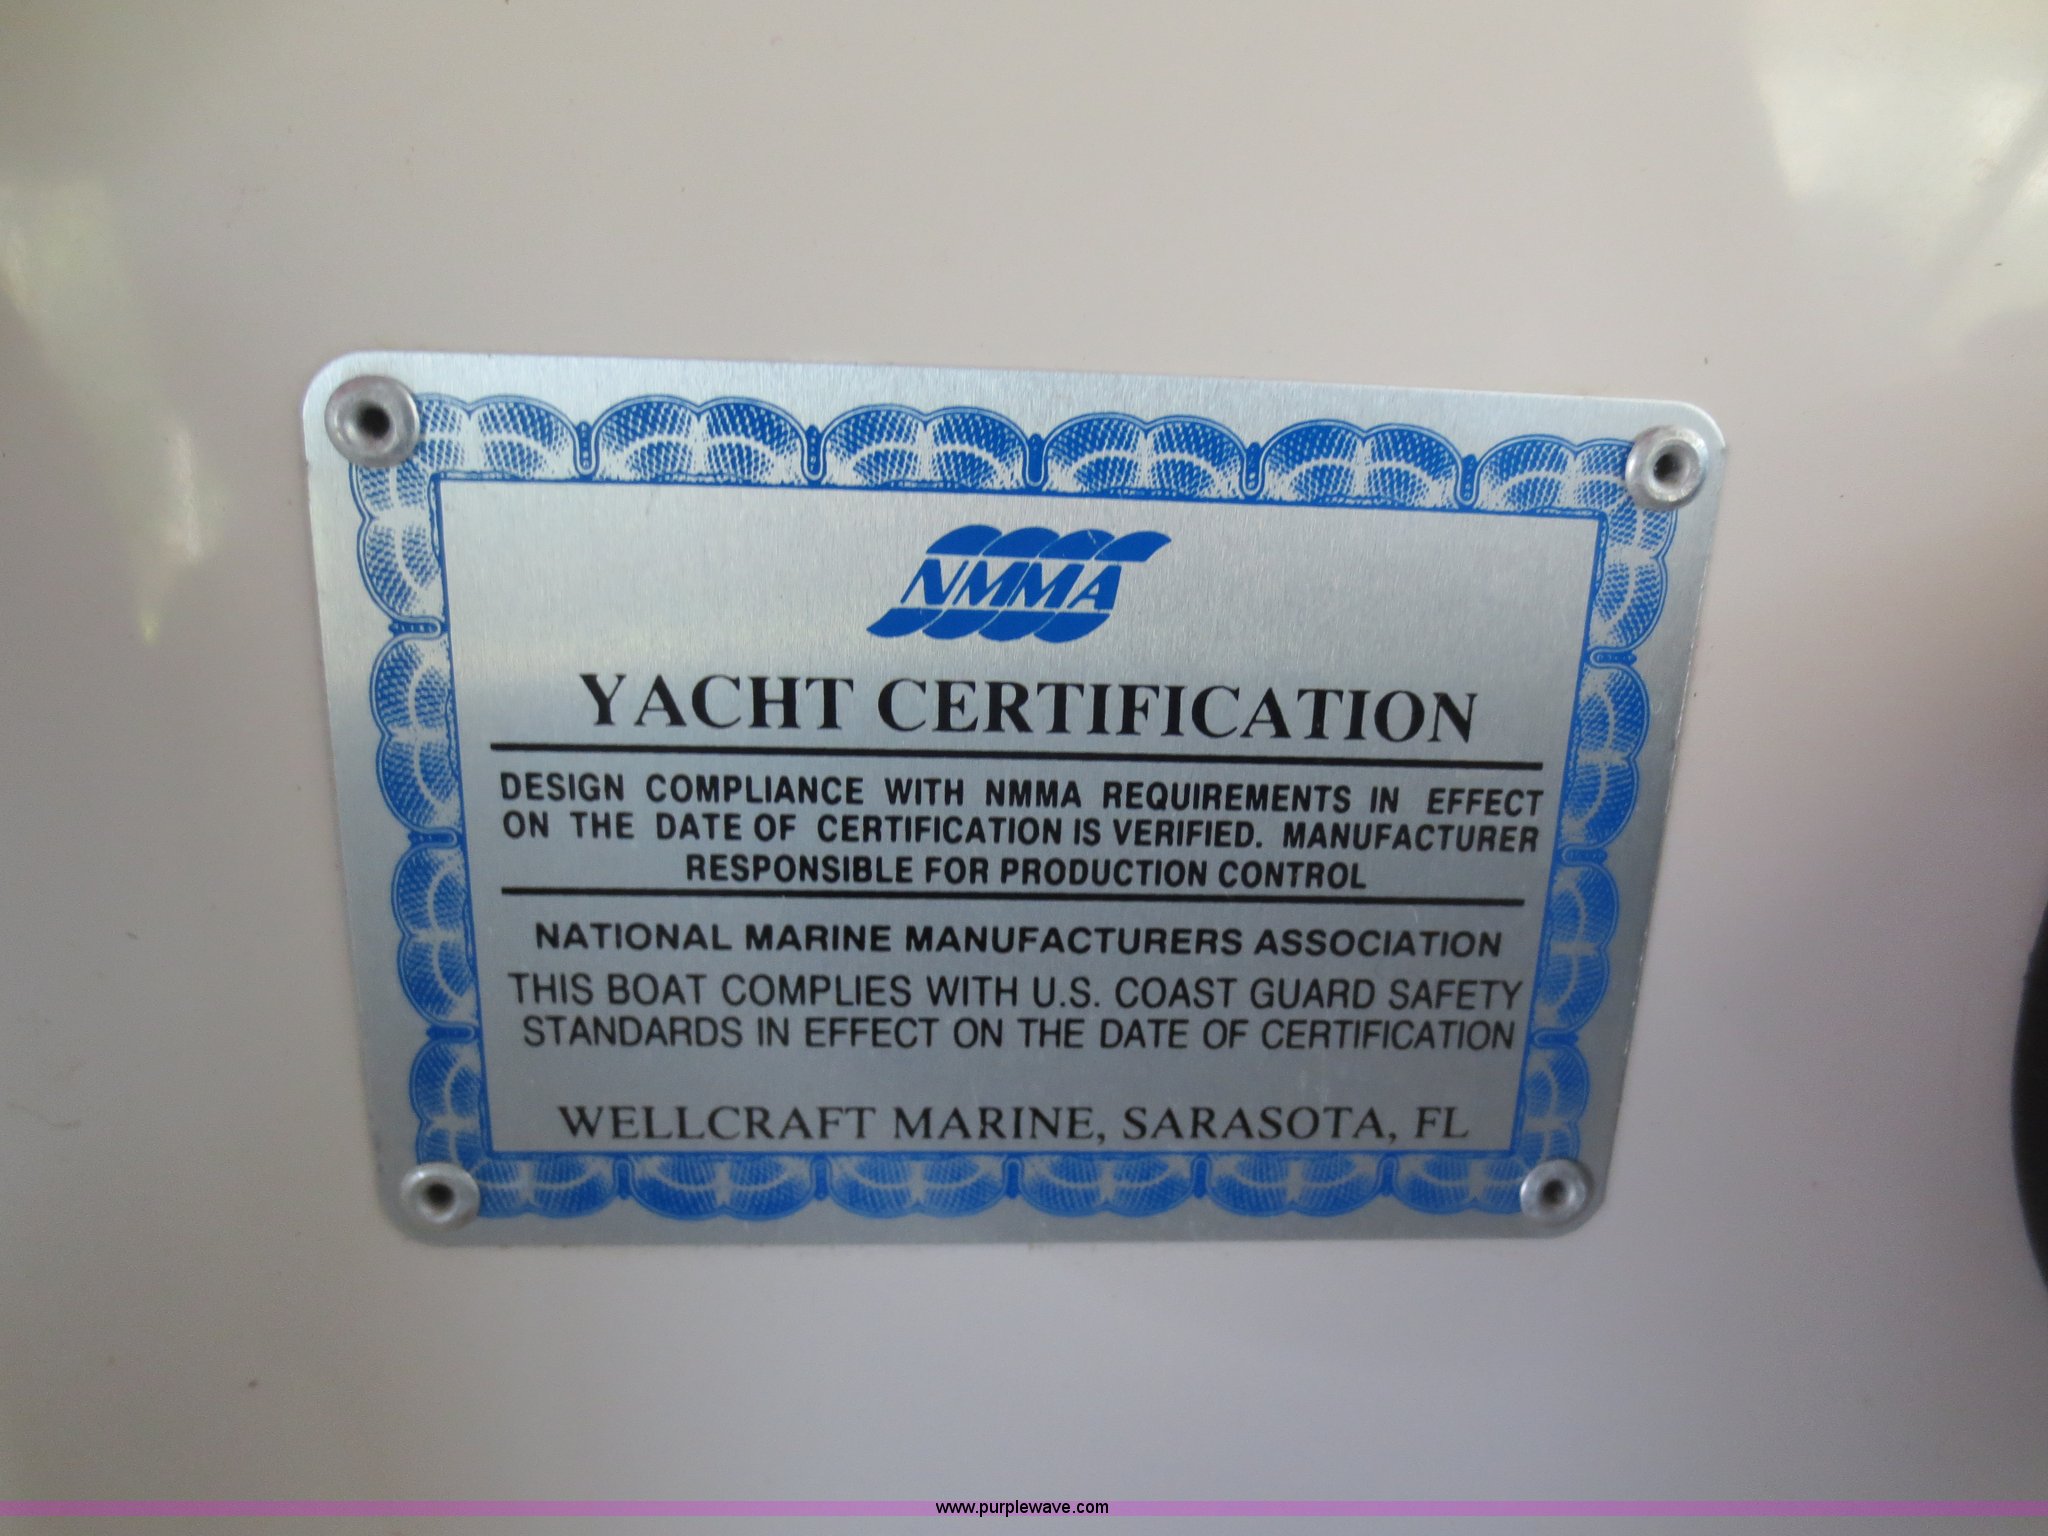 NMMA
YACHT CERTIFICATION
DESIGN COMPLIANCE WITH NMMA REQUIREMENTS IN EFFECT
ON THE DATE OF CERTIFICATION IS VERIFIED. MANUFACTURER
RESPONSIBLE FOR PRODUCTION CONTROL
NATIONAL MARINE MANUFACTURERS ASSOCIATION
THIS BOAT COMPLIES WITH U.S. COAST GUARD SAFETY
STANDARDS IN EFFECT ON THE DATE OF CERTIFICATION
WELLCRAFT MARINE, SARASOTA, FL
www.purplewave.com